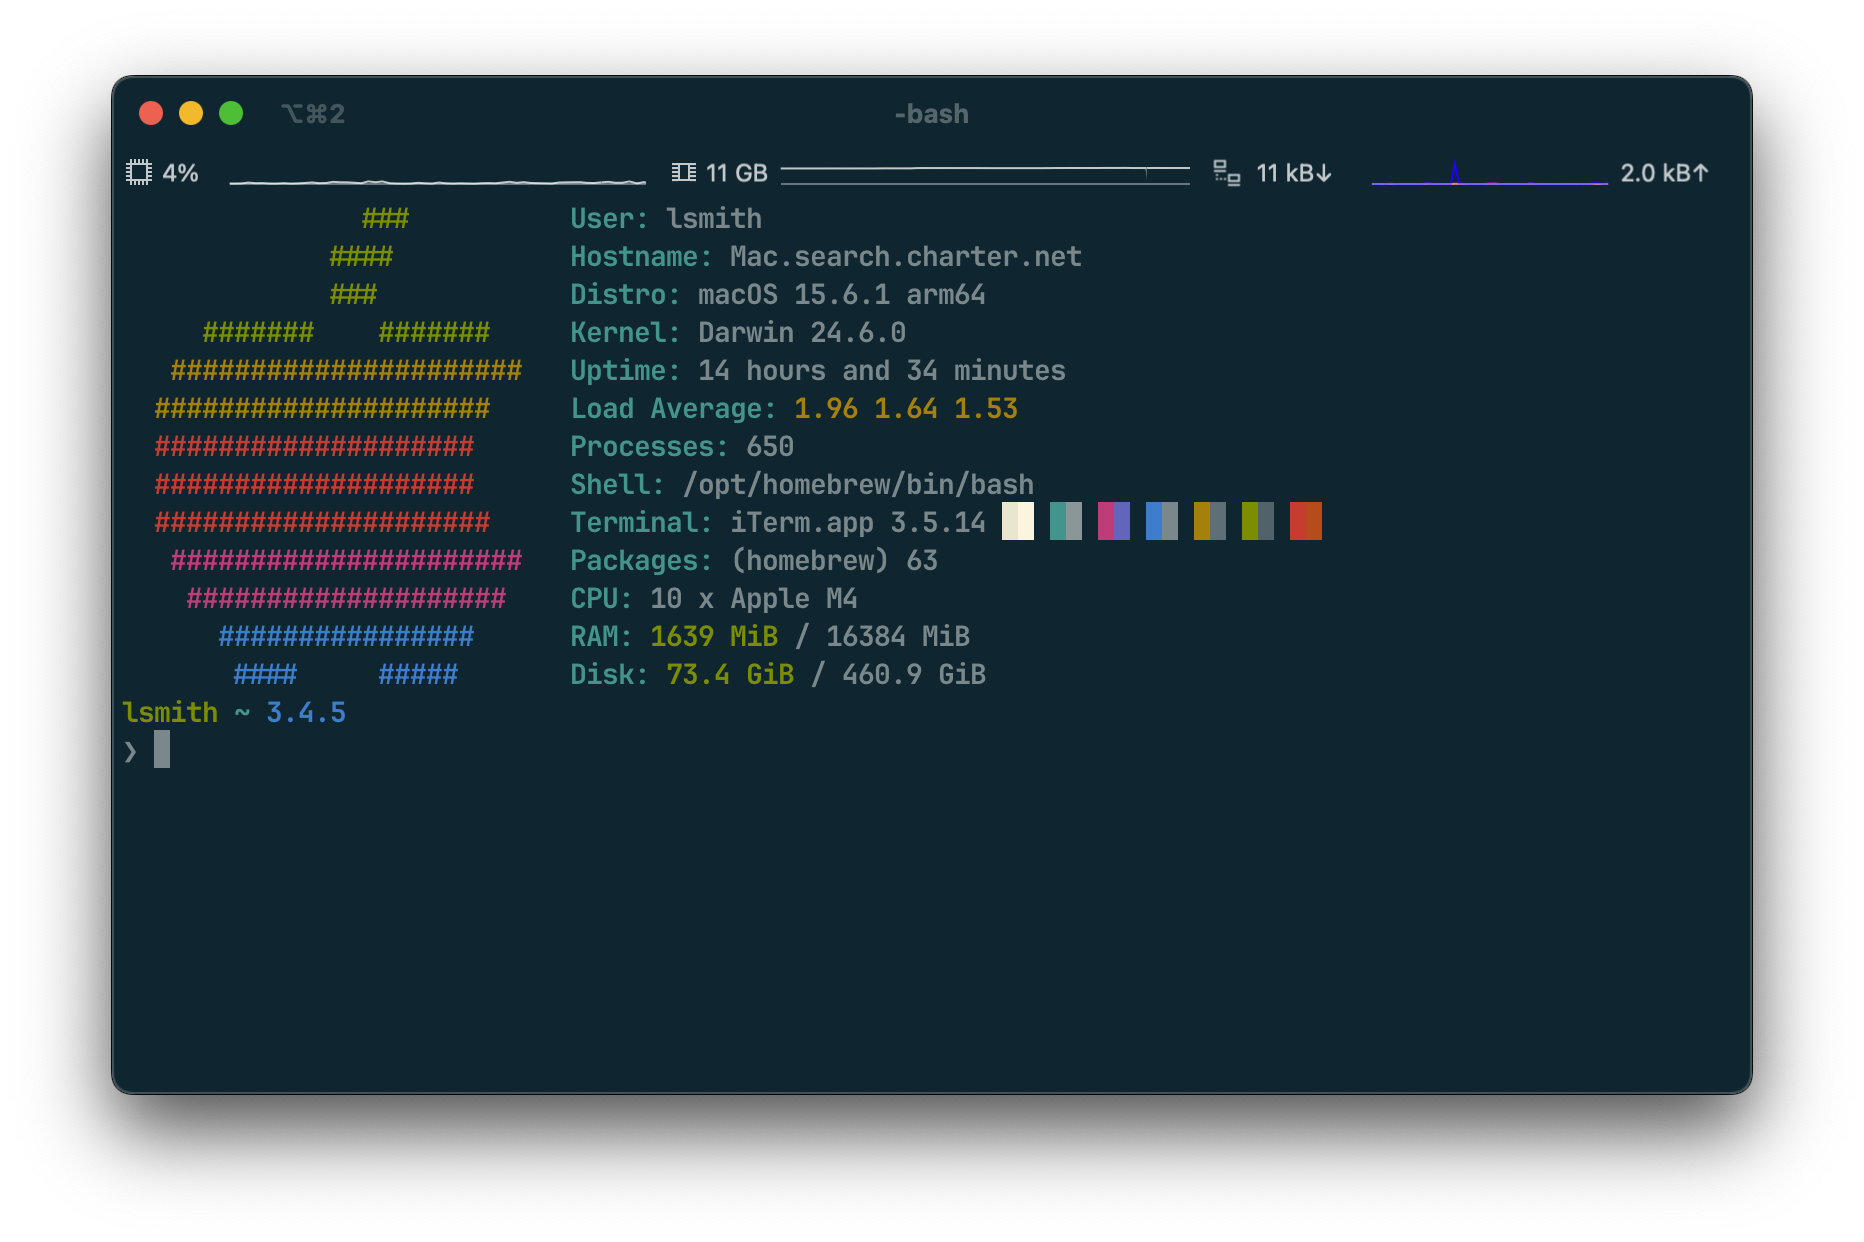 ⌥⌘2 -bash
4% 11 GB 11 kB↓ 2.0 kB↑
### User: lsmith
#### Hostname: Mac.search.charter.net
### Distro: macOS 15.6.1 arm64
####### ####### Kernel: Darwin 24.6.0
###################### Uptime: 14 hours and 34 minutes
##################### Load Average: 1.96 1.64 1.53
#################### Processes: 650
#################### Shell: /opt/homebrew/bin/bash
##################### Terminal: iTerm.app 3.5.14
###################### Packages: (homebrew) 63
#################### CPU: 10 x Apple M4
################ RAM: 1639 MiB / 16384 MiB
#### ##### Disk: 73.4 GiB / 460.9 GiB
lsmith ~ 3.4.5
❯